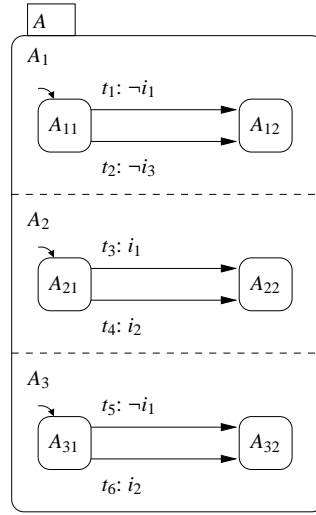 A
A₁
t₁: ¬i₁
A₁₁ A₁₂
t₂: ¬i₃
A₂
t₃: i₁
A₂₁ A₂₂
t₄: i₂
A₃
t₅: ¬i₁
A₃₁ A₃₂
t₆: i₂